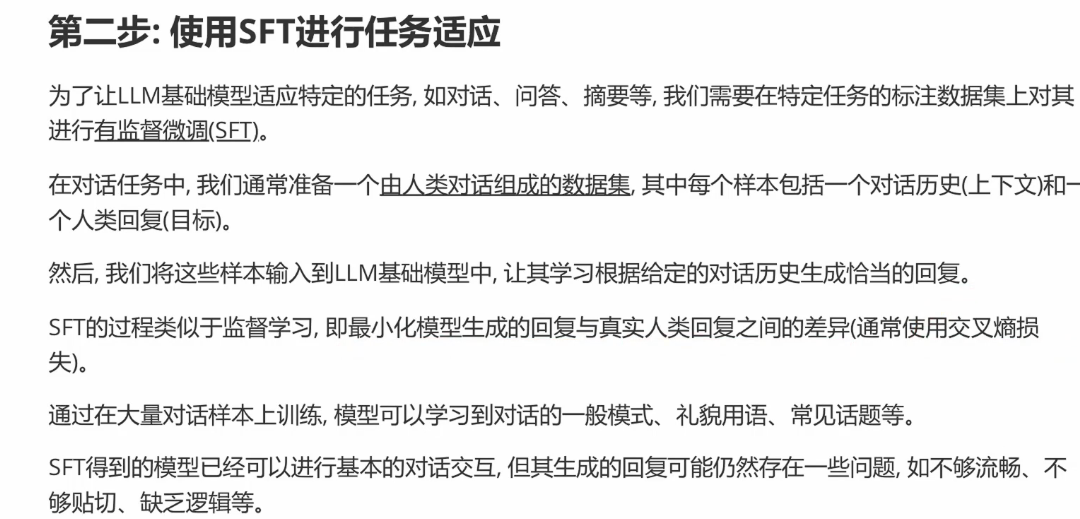 第二步: 使用SFT进行任务适应
为了让LLM基础模型适应特定的任务, 如对话、问答、摘要等, 我们需要在特定任务的标注数据集上对其
进行有监督微调(SFT)。
在对话任务中, 我们通常准备一个由人类对话组成的数据集, 其中每个样本包括一个对话历史(上下文)和一
个人类回复(目标)。
然后, 我们将这些样本输入到LLM基础模型中, 让其学习根据给定的对话历史生成恰当的回复。
SFT的过程类似于监督学习, 即最小化模型生成的回复与真实人类回复之间的差异(通常使用交叉熵损
失)。
通过在大量对话样本上训练, 模型可以学习到对话的一般模式、礼貌用语、常见话题等。
SFT得到的模型已经可以进行基本的对话交互, 但其生成的回复可能仍然存在一些问题, 如不够流畅、不
够贴切、缺乏逻辑等。